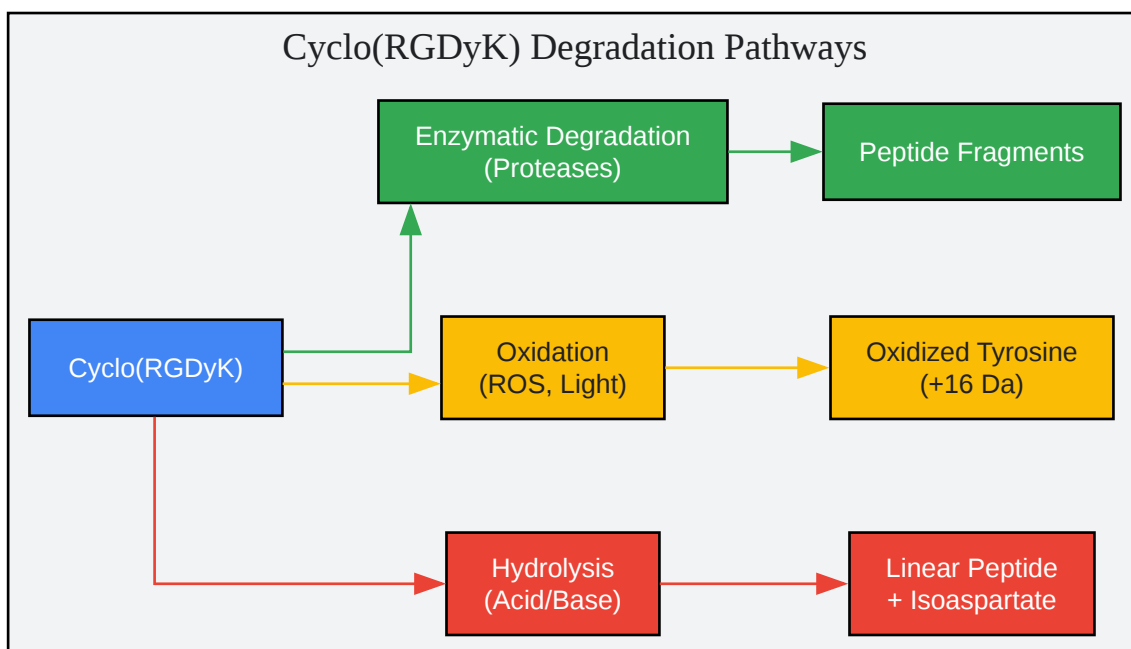 Cyclo(RGDyK) Degradation Pathways
Enzymatic Degradation
(Proteases)
Peptide Fragments
Cyclo(RGDyK)
Oxidation
(ROS, Light)
Oxidized Tyrosine
(+16 Da)
Hydrolysis
(Acid/Base)
Linear Peptide
+ Isoaspartate